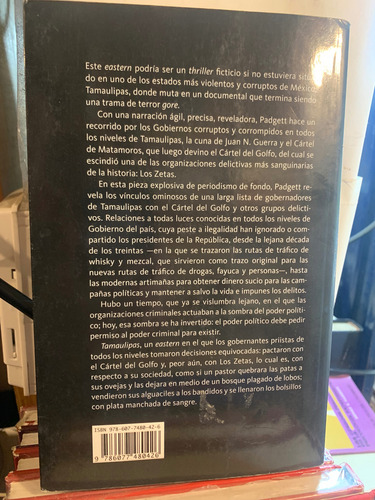 Este eastern podría ser un thriller ficticio si no estuviera situa-
do en uno de los estados más violentos y corruptos de México,
Tamaulipas, donde muta en un documental que termina siendo
una trama de terror gore.
Con una narración ágil, precisa, reveladora, Padgett hace un
recorrido por los Gobiernos corruptos y corrompidos en todos
los niveles de Tamaulipas, la cuna de Juan N. Guerra y el Cártel
de Matamoros, que luego devino el Cártel del Golfo, del cual se
escindió una de las organizaciones delictivas más sanguinarias
de la historia: Los Zetas.
En esta pieza explosiva de periodismo de fondo, Padgett re-
vela los vínculos ominosos de una larga lista de gobernadores
de Tamaulipas con el Cártel del Golfo y otros grupos delicti-
vos. Relaciones a todas luces conocidas en todos los niveles de
Gobierno del país, cuya peste a ilegalidad han ignorado o com-
partido los presidentes de la República, desde la lejana década
de los treintas —en la que se trazaron las rutas de tráfico de
whisky y mezcal, que sirvieron como trazo original para las
nuevas rutas de tráfico de drogas, fayuca y personas—, hasta
las modernas artimañas para obtener dinero sucio para las cam-
pañas políticas y mantener a salvo la vida e impunes los delitos.
Hubo un tiempo, que ya se vislumbra lejano, en el que las
organizaciones criminales actuaban a la sombra del poder polí-
tico; hoy, esa sombra se ha invertido: el poder político debe pedir
permiso al poder criminal para existir.
Tamaulipas, un eastern en el que los gobernantes priistas de
todos los niveles tomaron decisiones equivocadas: pactaron con
el Cártel del Golfo y, peor aún, con Los Zetas, lo cual es, con
respecto a su sociedad, como si un pastor quebrara las patas a
sus ovejas y las dejara en medio de un bosque plagado de lobos;
vendieron sus alguaciles a los bandidos y se llenaron los bolsillos
con plata manchada de sangre.
ISBN 978-607-7480-42-6
9 786077 480426